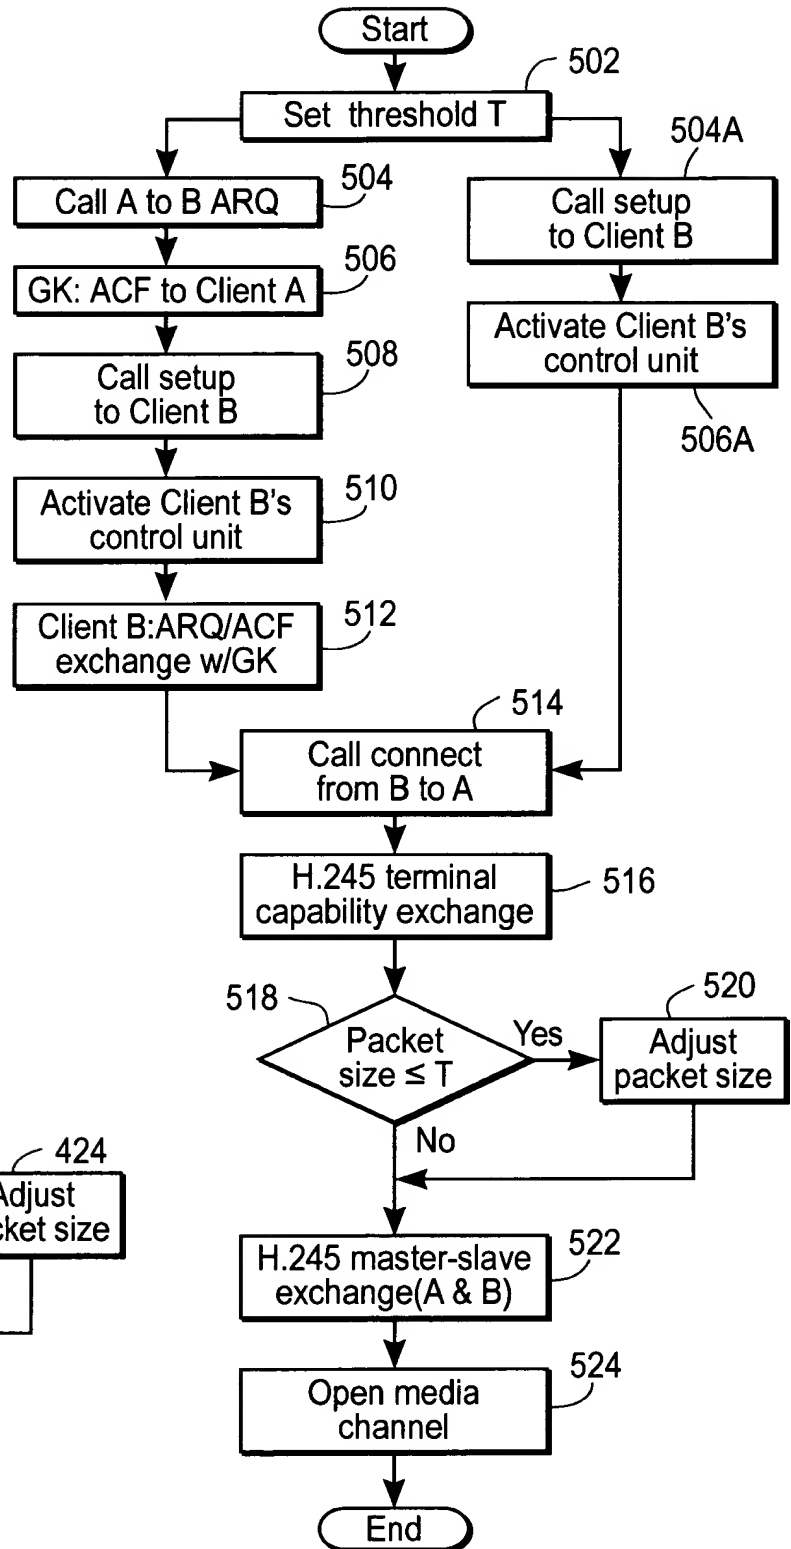 Start
502
Set threshold T
504A
504
Call A to B ARQ
Call setup
to Client B
506
GK: ACF to Client A
Activate Client B's
control unit
506A
508
Call setup
to Client B
510
Activate Client B's
control unit
512
Client B:ARQ/ACF
exchange w/GK
514
Call connect
from B to A
516
H.245 terminal
capability exchange
518
Packet
size ≤ T
Yes
520
Adjust
packet size
No
424
Adjust
cket size
522
H.245 master-slave
exchange(A & B)
524
Open media
channel
End